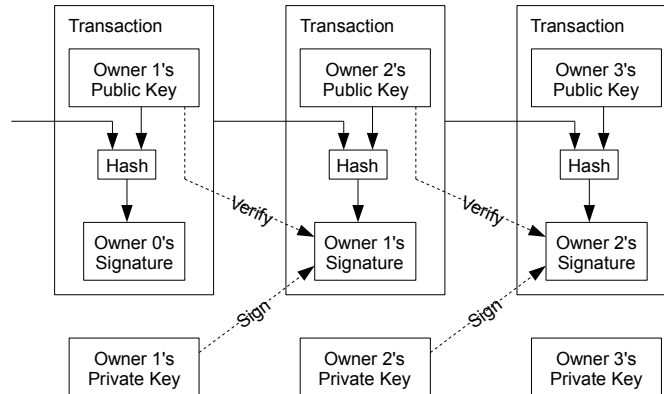 Transaction
Transaction
Transaction
Owner 1's
Public Key
Owner 2's
Public Key
Owner 3's
Public Key
Hash
Hash
Hash
Verify
Verify
Owner 0's
Signature
Owner 1's
Signature
Owner 2's
Signature
Sign
Sign
Owner 1's
Private Key
Owner 2's
Private Key
Owner 3's
Private Key